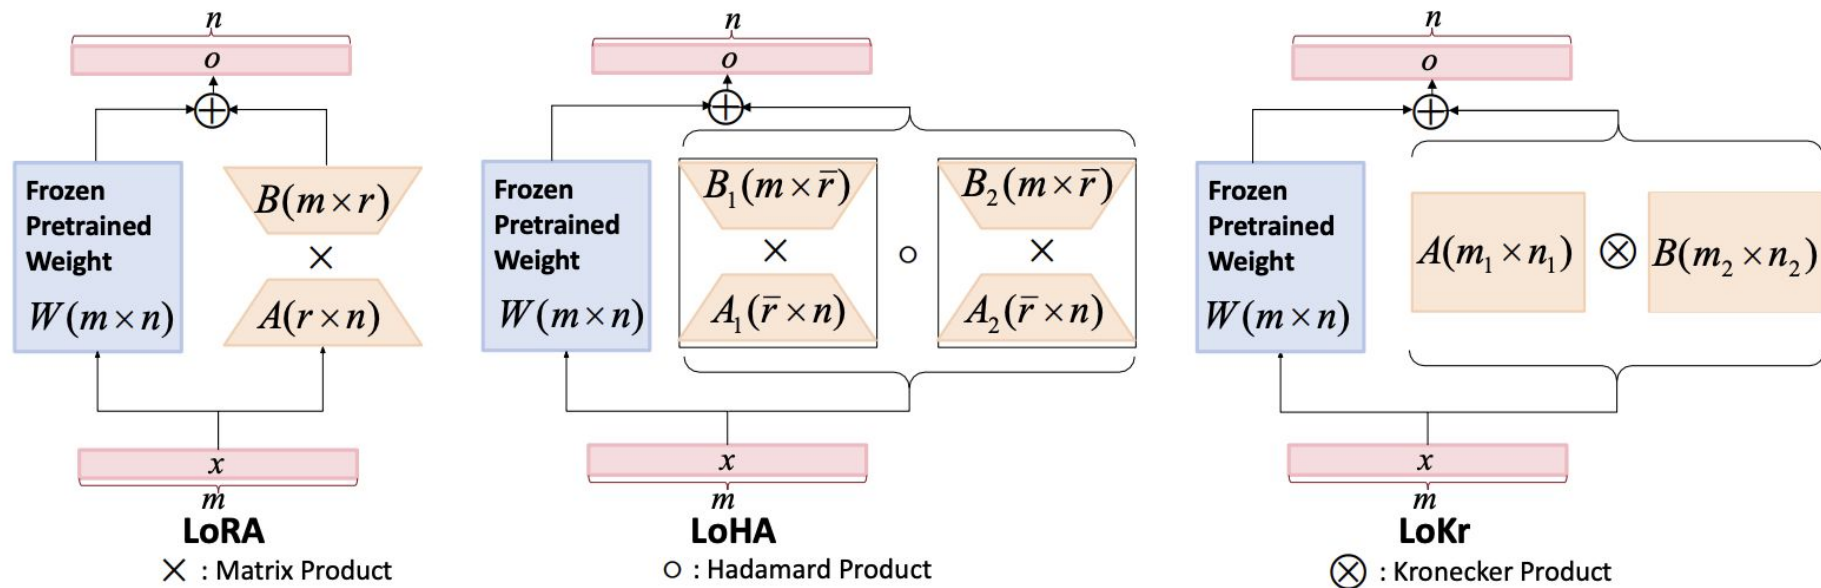 n
o
Frozen
Pretrained
Weight
W(m×n)
B(m×r)
×
A(r×n)
x
m
LoRA
× : Matrix Product
n
o
Frozen
Pretrained
Weight
W(m×n)
B₁(m×r̅)
×
A₁(r̅×n)
○
B₂(m×r̅)
×
A₂(r̅×n)
x
m
LoHA
○ : Hadamard Product
n
o
Frozen
Pretrained
Weight
W(m×n)
A(m₁×n₁) ⊗ B(m₂×n₂)
x
m
LoKr
⊗ : Kronecker Product